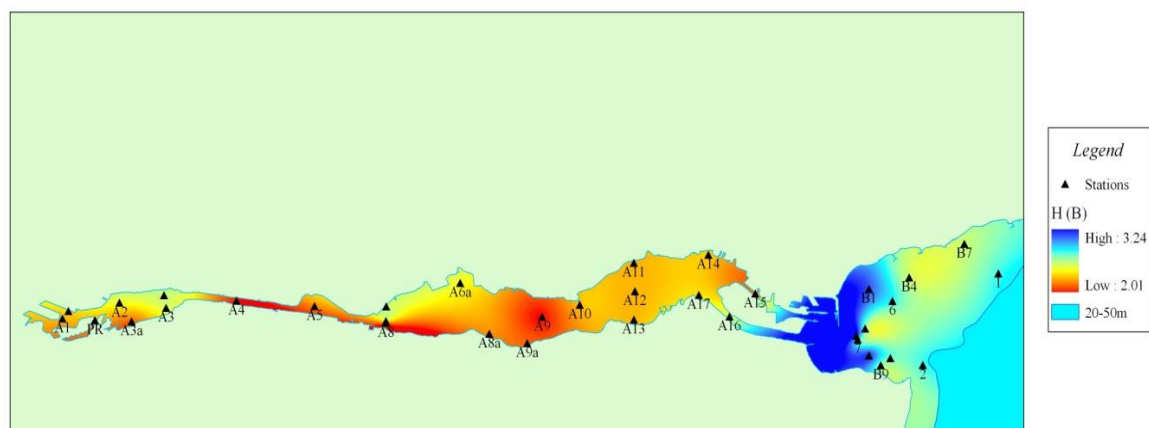 A1
PR
A2
A3a
A3
A4
A5
A8
A6a
A8a
A9
A9a
A10
A11
A12
A13
A14
A17
A16
A15
B1
B4
6
7
B9
2
B7
1
Legend
Stations
H (B)
High : 3.24
Low : 2.01
20-50m